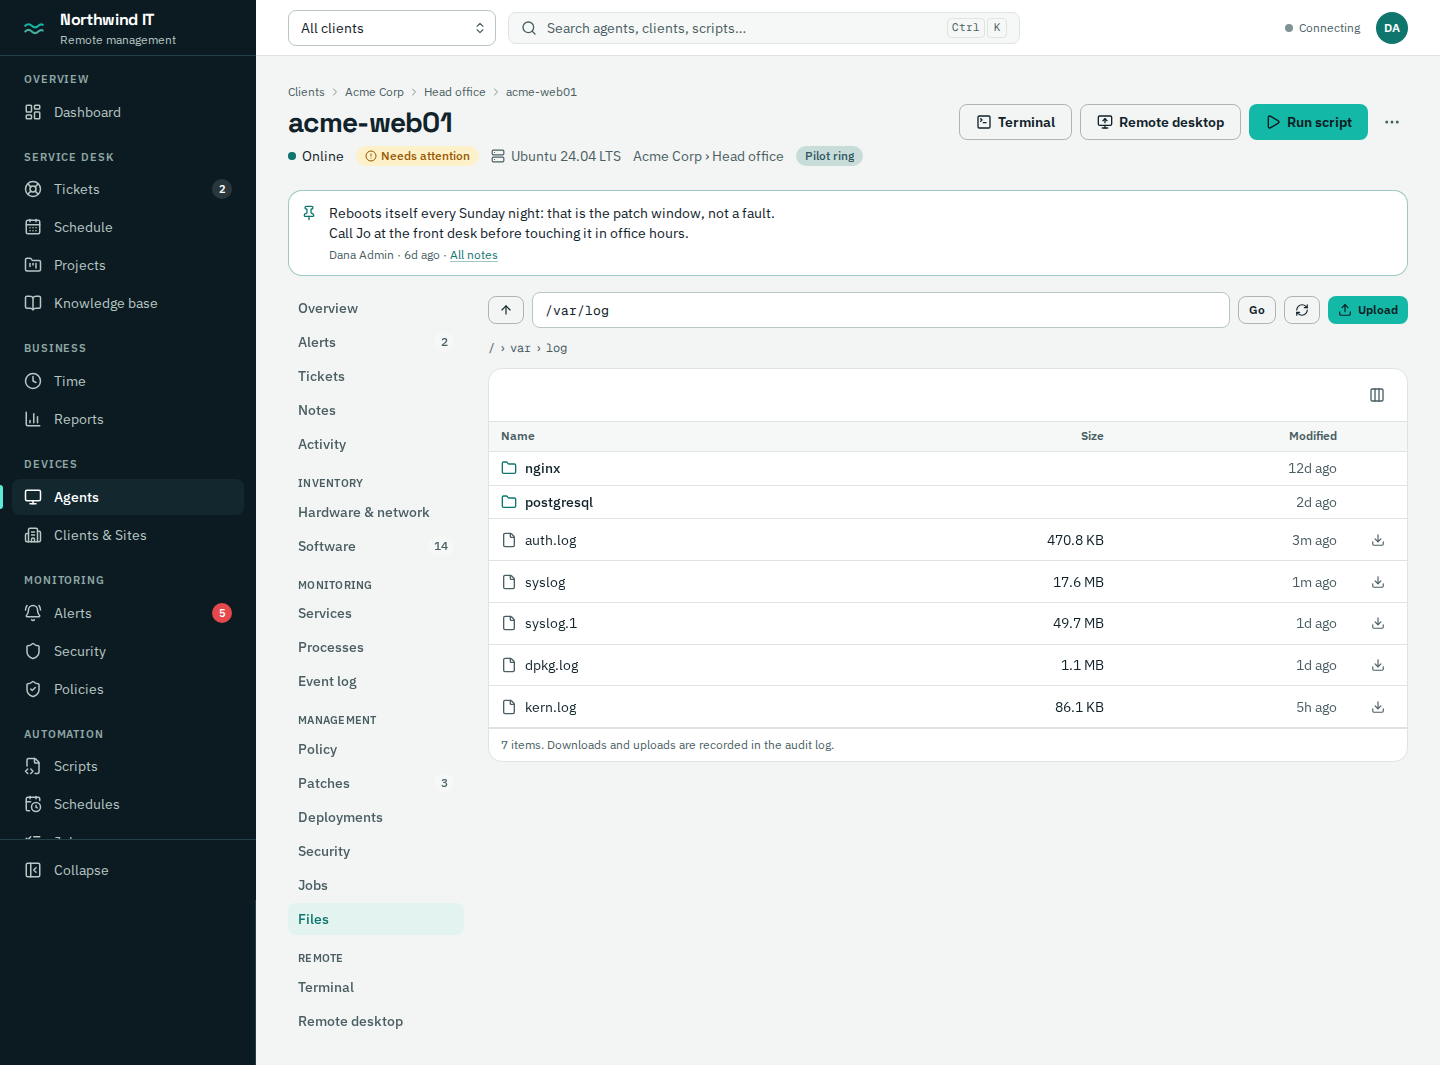 Northwind IT
Remote management
All clients
Search agents, clients, scripts...
Ctrl K
Connecting
DA
OVERVIEW
Dashboard
SERVICE DESK
Tickets 2
Schedule
Projects
Knowledge base
BUSINESS
Time
Reports
DEVICES
Agents
Clients & Sites
MONITORING
Alerts 5
Security
Policies
AUTOMATION
Scripts
Schedules
Collapse
Clients > Acme Corp > Head office > acme-web01
acme-web01
Terminal
Remote desktop
Run script
Online
Needs attention
Ubuntu 24.04 LTS
Acme Corp › Head office
Pilot ring
Reboots itself every Sunday night: that is the patch window, not a fault.
Call Jo at the front desk before touching it in office hours.
Dana Admin · 6d ago · All notes
Overview
Alerts 2
Tickets
Notes
Activity
INVENTORY
Hardware & network
Software 14
MONITORING
Services
Processes
Event log
MANAGEMENT
Policy
Patches 3
Deployments
Security
Jobs
Files
REMOTE
Terminal
Remote desktop
/var/log
Go
Upload
/ › var › log
Name Size Modified
nginx 12d ago
postgresql 2d ago
auth.log 470.8 KB 3m ago
syslog 17.6 MB 1m ago
syslog.1 49.7 MB 1d ago
dpkg.log 1.1 MB 1d ago
kern.log 86.1 KB 5h ago
7 items. Downloads and uploads are recorded in the audit log.